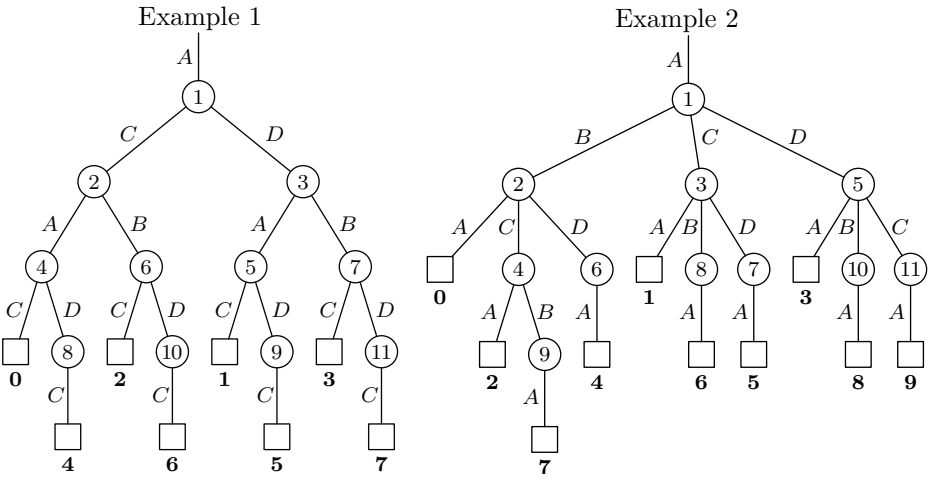 Example 1 Example 2
A A
1 1
C D B C D
2 3 2 3 5
A B A B A C D A B D A B C
4 6 5 7 4 6 8 7 10 11
0 1 3
C D C D C D C D A B A A A A A
8 10 9 11 9
0 2 1 3 2 4 6 5 8 9
C C C C A
4 6 5 7 7